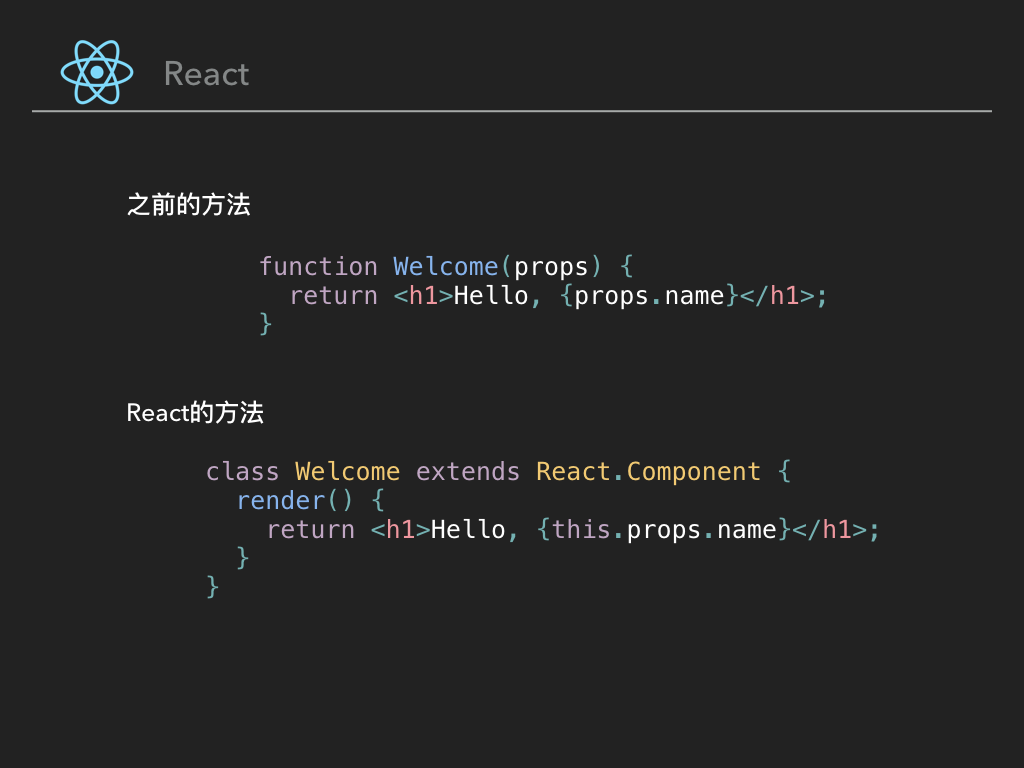 React
之前的方法
function Welcome(props) {
  return <h1>Hello, {props.name}</h1>;
}
React的方法
class Welcome extends React.Component {
  render() {
    return <h1>Hello, {this.props.name}</h1>;
  }
}